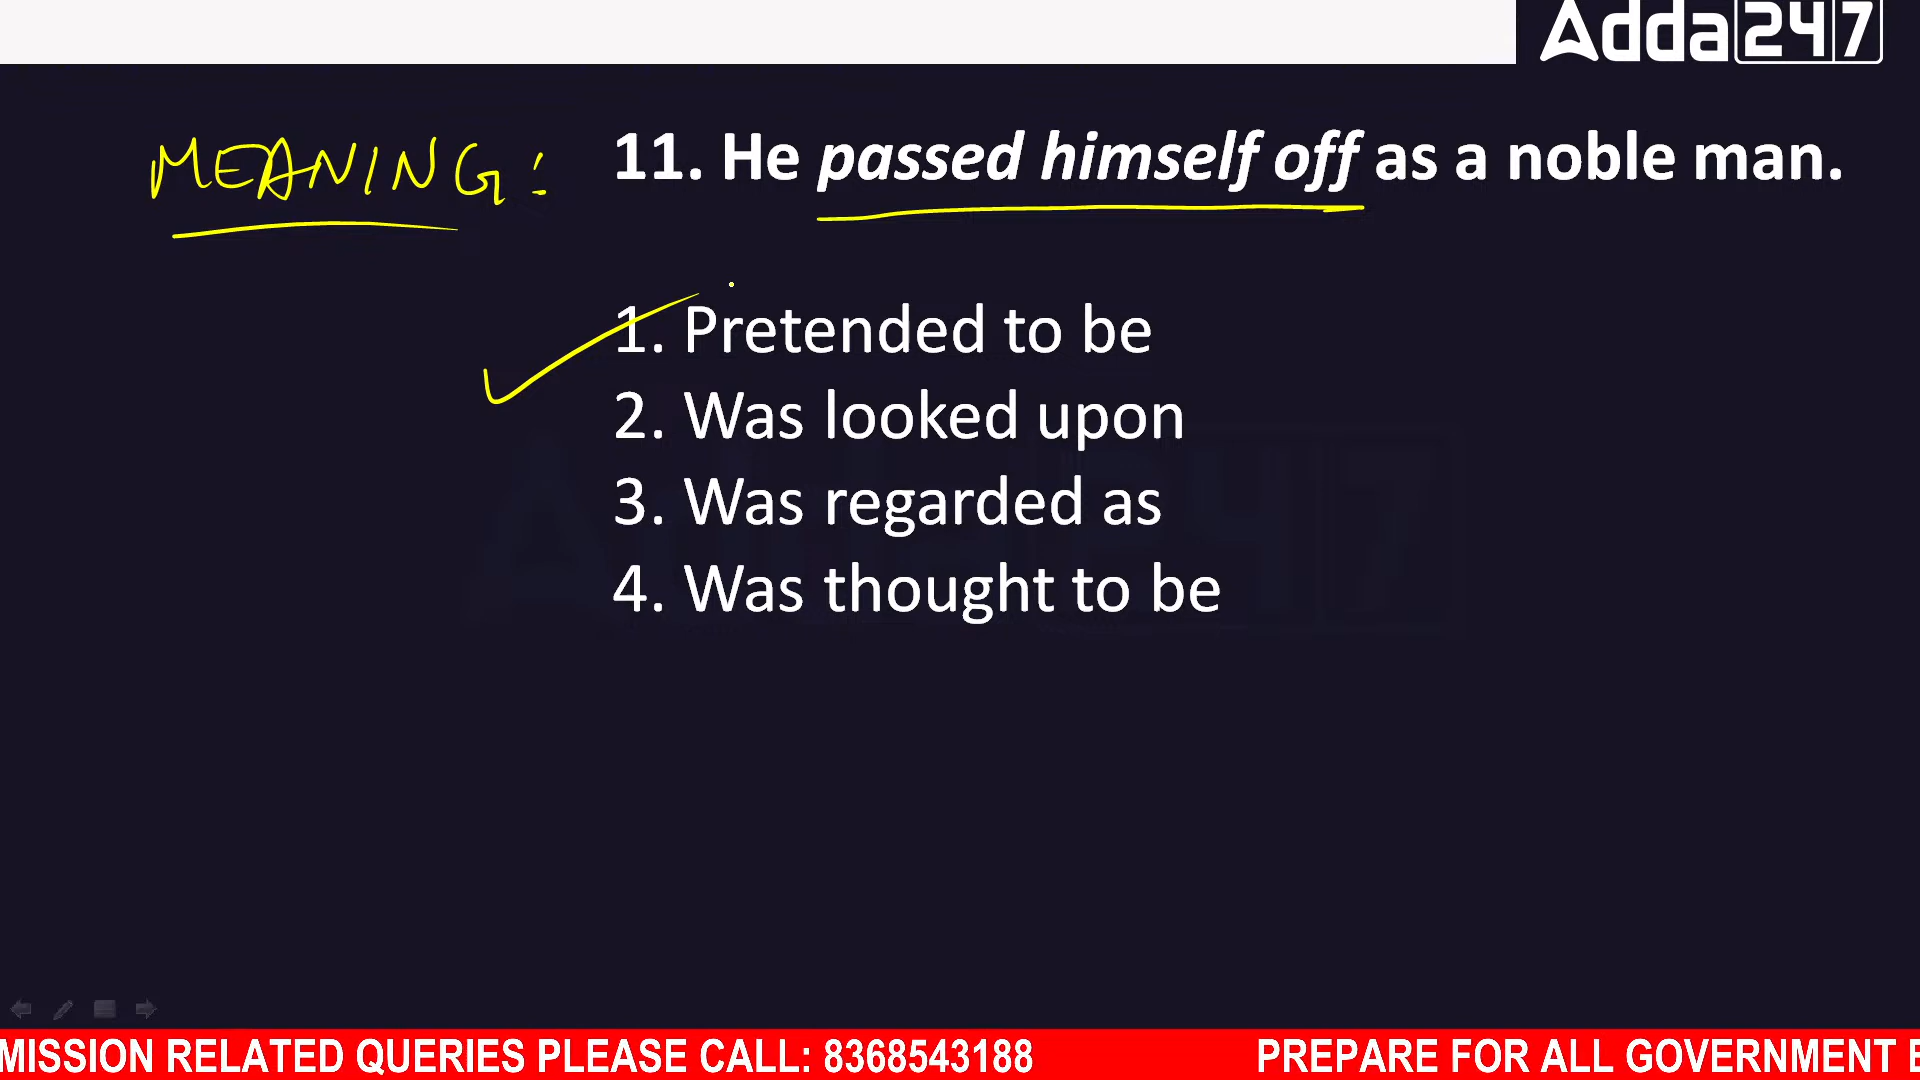 Adda247
MEANING:
11. He passed himself off as a noble man.
1. Pretended to be
2. Was looked upon
3. Was regarded as
4. Was thought to be
Adda247
MISSION RELATED QUERIES PLEASE CALL: 8368543188 PREPARE FOR ALL GOVERNMENT E